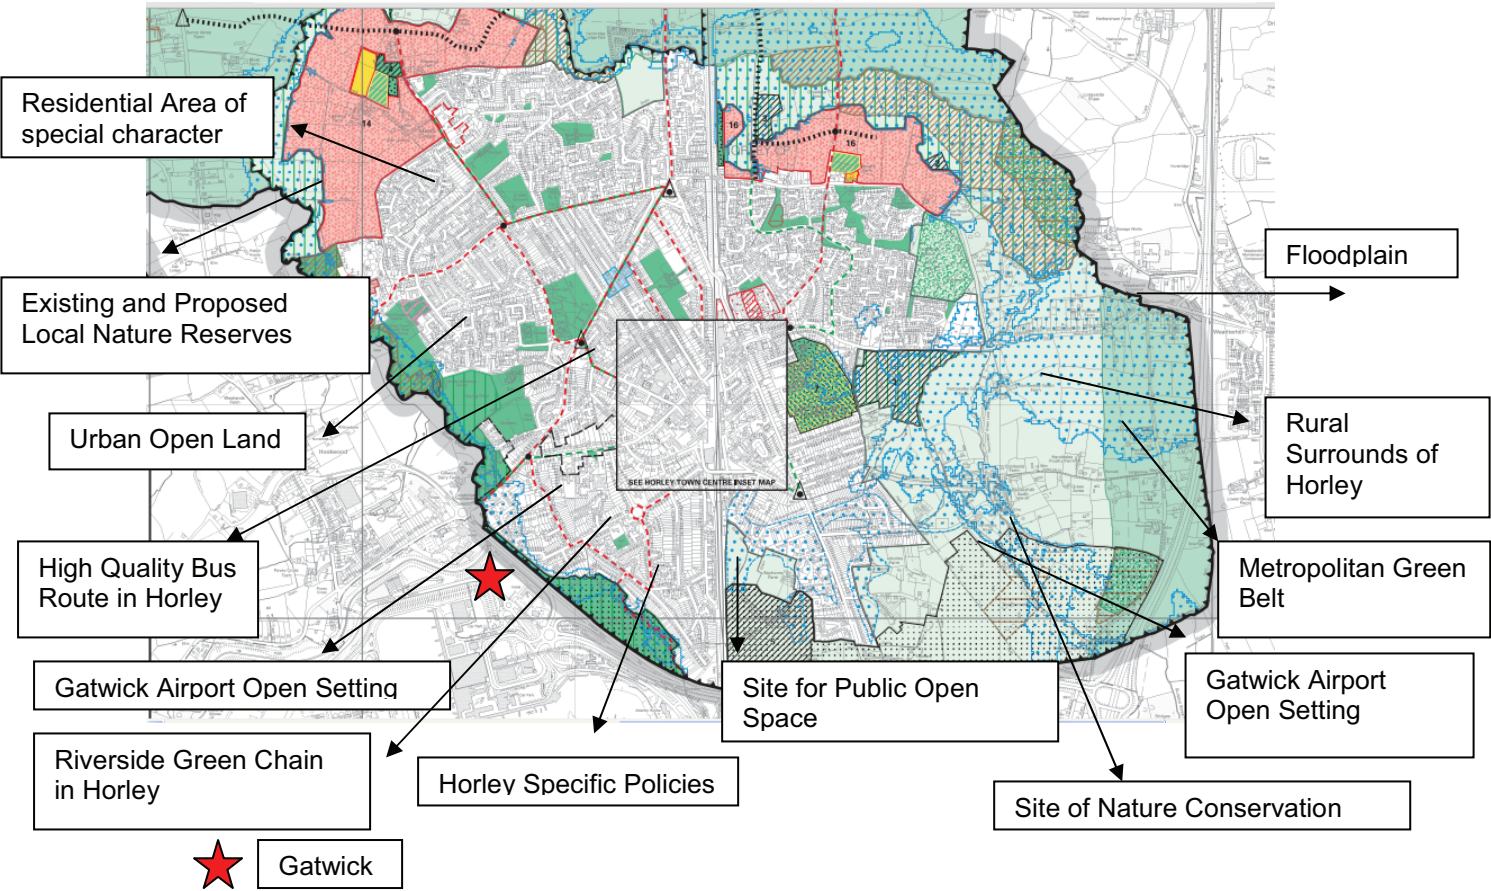 Residential Area of
special character
14
16
16
Floodplain
Existing and Proposed
Local Nature Reserves
Rural
Surrounds of
Horley
Urban Open Land
SEE HORLEY TOWN CENTRE INSET MAP
High Quality Bus
Route in Horley
Metropolitan Green
Belt
Gatwick Airport Open Setting
Site for Public Open
Space
Gatwick Airport
Open Setting
Riverside Green Chain
in Horley
Horley Specific Policies
Site of Nature Conservation
Gatwick